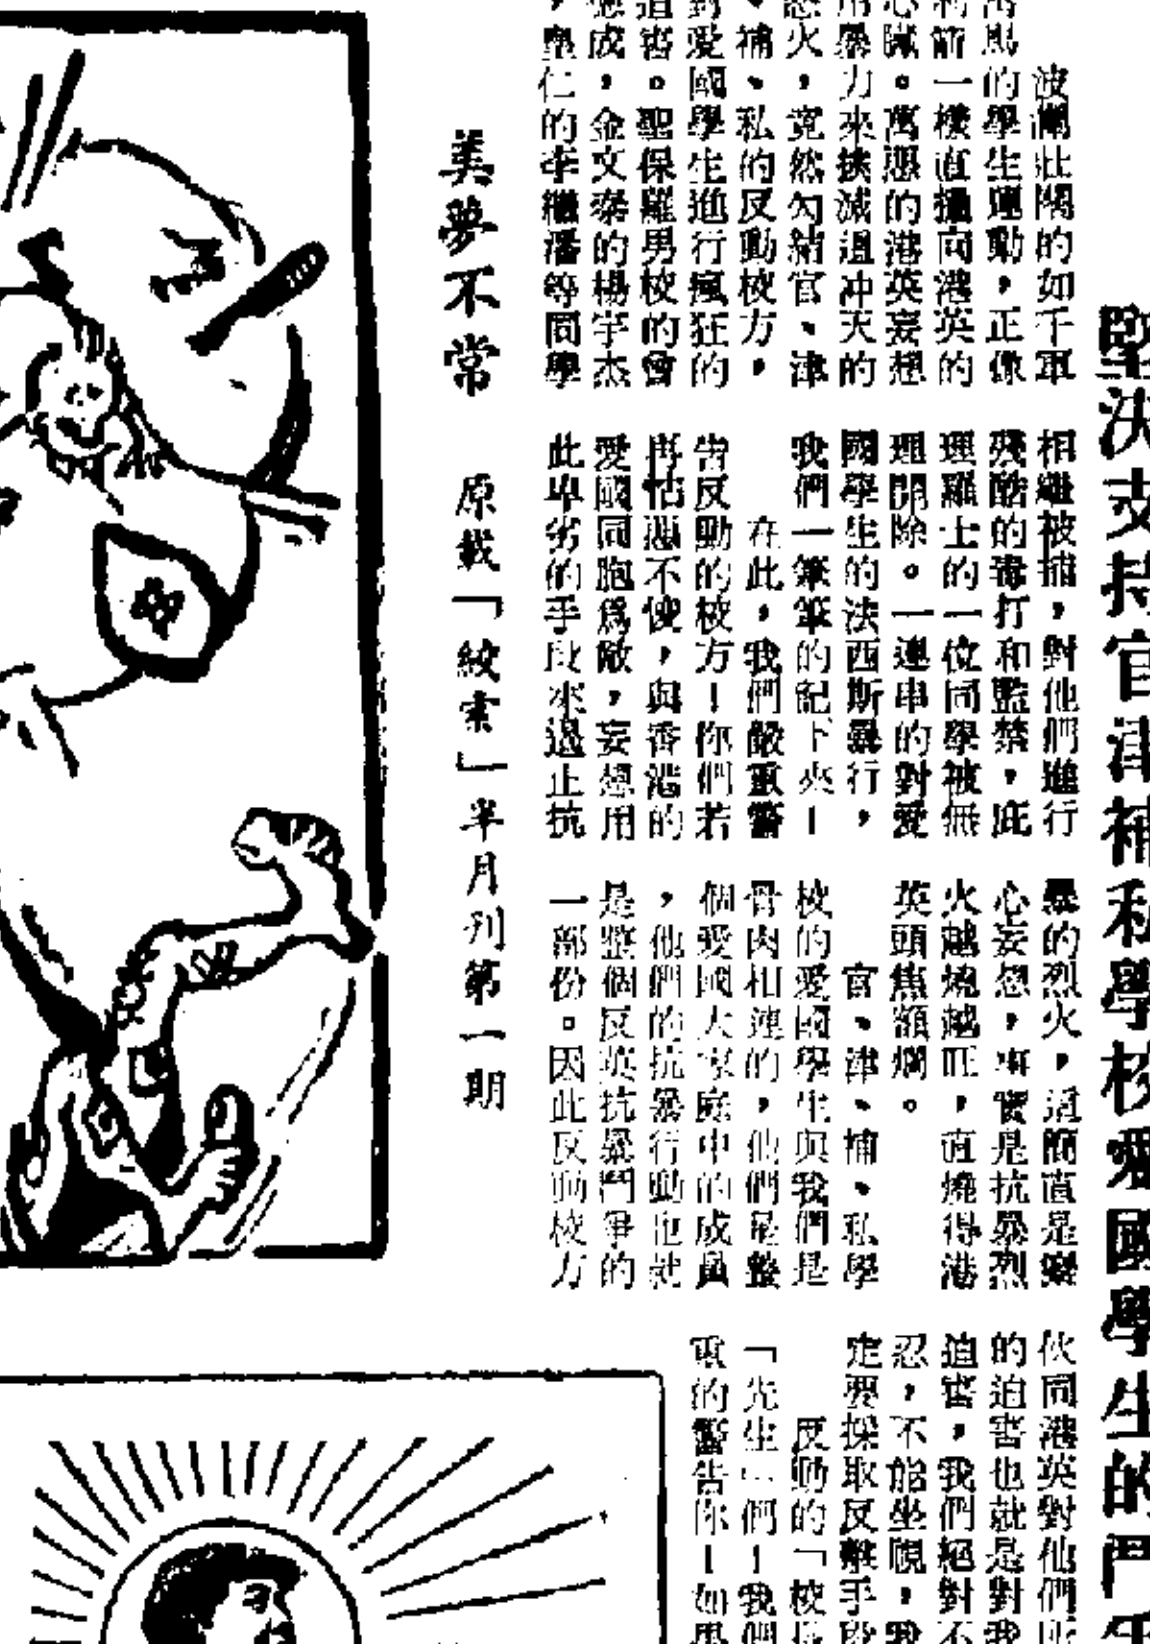 堅決支持官津補私學校愛國學生的鬥
波瀾壯闊的如千軍
馬的學生運動,正像
利箭一樣直插向港英的
心臟。萬惡的港英妄想
用暴力來撲滅這冲天的
怒火,竟然勾結官、津
、補、私的反動校方,
對愛國學生進行瘋狂的
迫害。聖保羅男校的曾
德成,金文泰的楊宇杰
,皇仁的李繼潘等同學
相繼被捕,對他們進行
殘酷的毒打和監禁,庇
理羅士的一位同學被無
理開除。一連串的對愛
國學生的法西斯暴行,
我們一筆筆的記下來!
在此,我們嚴重警
告反動的校方!你們若
再怙惡不悛,與香港的
愛國同胞爲敵,妄想用
此卑劣的手段來遏止抗
暴的烈火,這簡直是癡
心妄想,事實是抗暴烈
火越燒越旺,直燒得港
英頭焦額爛。
官、津、補、私學
校的愛國學生與我們是
骨肉相連的,他們是整
個愛國大家庭中的成員
,他們的抗暴行動也就
是整個反英抗暴鬥爭的
一部份。因此反動校方
伙同港英對他們所
的迫害也就是對我
迫害,我們絕對不
忍,不能坐視,我
定要採取反擊手段
反動的「校長
「先生」們!我們
重的警告你!如果
美夢不常 原載「絞索」半月刊第一期